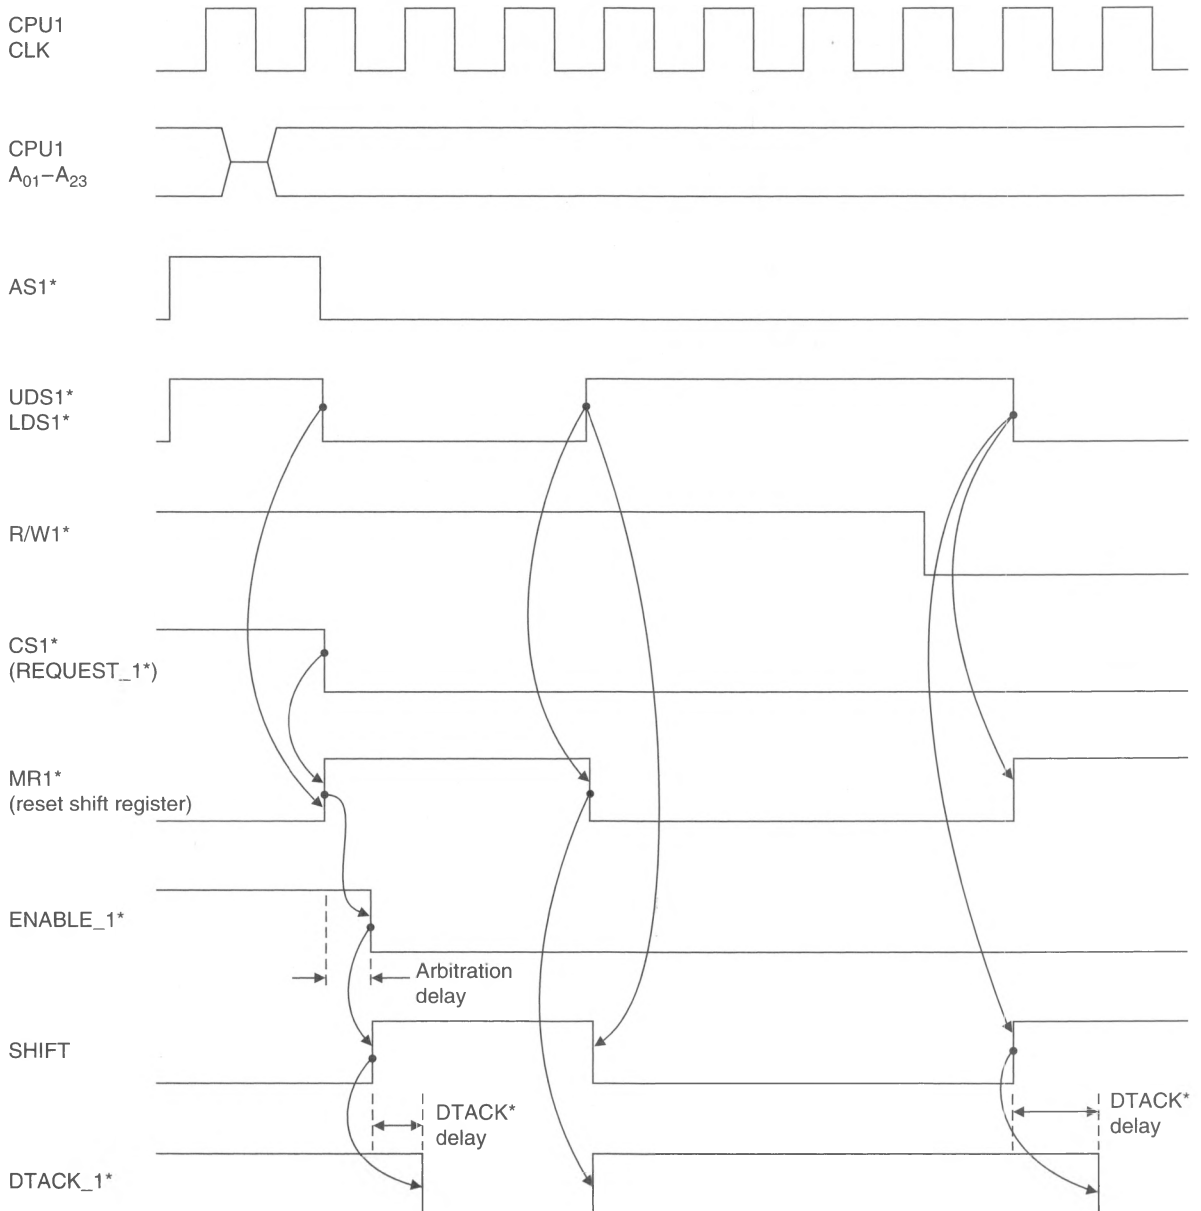 CPU1
CLK
CPU1
A01–A23
AS1*
UDS1*
LDS1*
R/W1*
CS1*
(REQUEST_1*)
MR1*
(reset shift register)
ENABLE_1*
Arbitration
delay
SHIFT
DTACK*
delay
DTACK*
delay
DTACK_1*